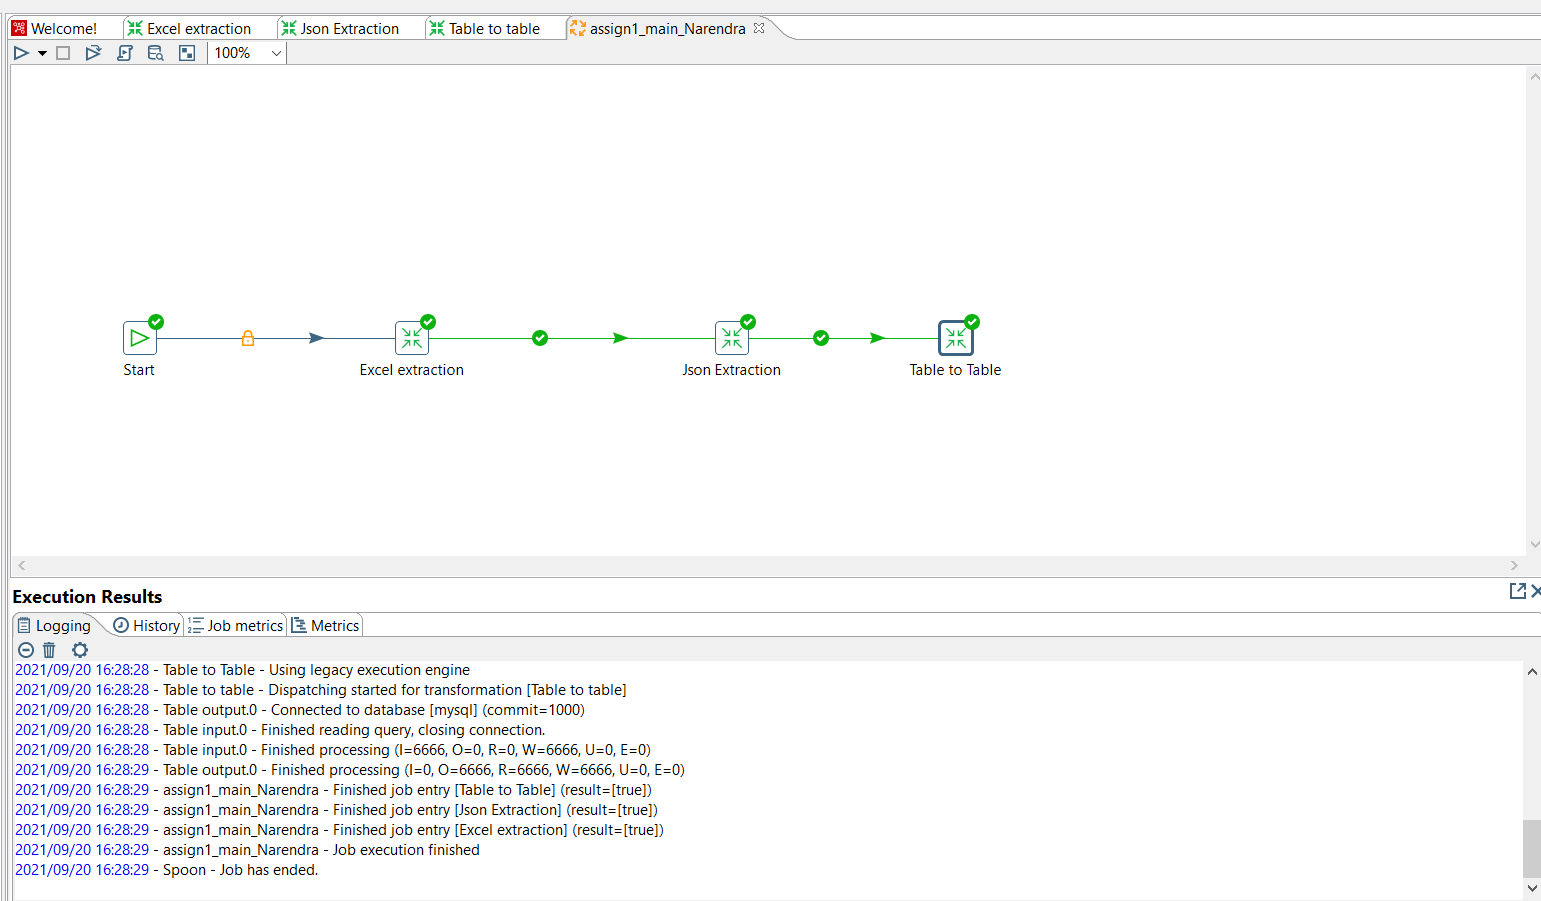 Welcome! Excel extraction Json Extraction Table to table assign1_main_Narendra
100%
Start Excel extraction Json Extraction Table to Table
Execution Results
Logging History Job metrics Metrics
2021/09/20 16:28:28 - Table to Table - Using legacy execution engine
2021/09/20 16:28:28 - Table to table - Dispatching started for transformation [Table to table]
2021/09/20 16:28:28 - Table output.0 - Connected to database [mysql] (commit=1000)
2021/09/20 16:28:28 - Table input.0 - Finished reading query, closing connection.
2021/09/20 16:28:28 - Table input.0 - Finished processing (I=6666, O=0, R=0, W=6666, U=0, E=0)
2021/09/20 16:28:29 - Table output.0 - Finished processing (I=0, O=6666, R=6666, W=6666, U=0, E=0)
2021/09/20 16:28:29 - assign1_main_Narendra - Finished job entry [Table to Table] (result=[true])
2021/09/20 16:28:29 - assign1_main_Narendra - Finished job entry [Json Extraction] (result=[true])
2021/09/20 16:28:29 - assign1_main_Narendra - Finished job entry [Excel extraction] (result=[true])
2021/09/20 16:28:29 - assign1_main_Narendra - Job execution finished
2021/09/20 16:28:29 - Spoon - Job has ended.